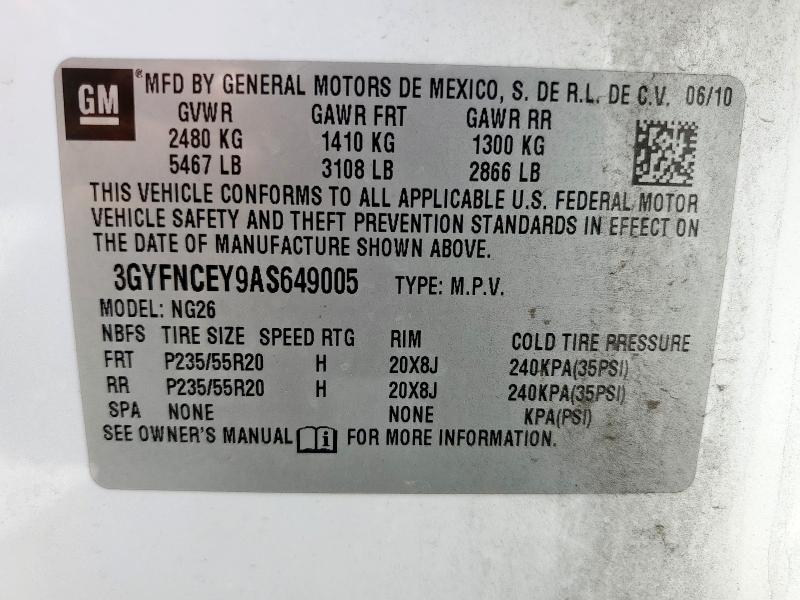 GM
® MFD BY GENERAL MOTORS DE MEXICO, S. DE R.L. DE C.V. 06/10
GVWR GAWR FRT GAWR RR
2480 KG 1410 KG 1300 KG
5467 LB 3108 LB 2866 LB
THIS VEHICLE CONFORMS TO ALL APPLICABLE U.S. FEDERAL MOTOR
VEHICLE SAFETY AND THEFT PREVENTION STANDARDS IN EFFECT ON
THE DATE OF MANUFACTURE SHOWN ABOVE.
3GYFNCEY9AS649005 TYPE: M.P.V.
MODEL: NG26
NBFS TIRE SIZE SPEED RTG RIM COLD TIRE PRESSURE
FRT P235/55R20 H 20X8J 240KPA(35PSI)
RR P235/55R20 H 20X8J 240KPA(35PSI)
SPA NONE NONE KPA(PSI)
SEE OWNER'S MANUAL i FOR MORE INFORMATION.